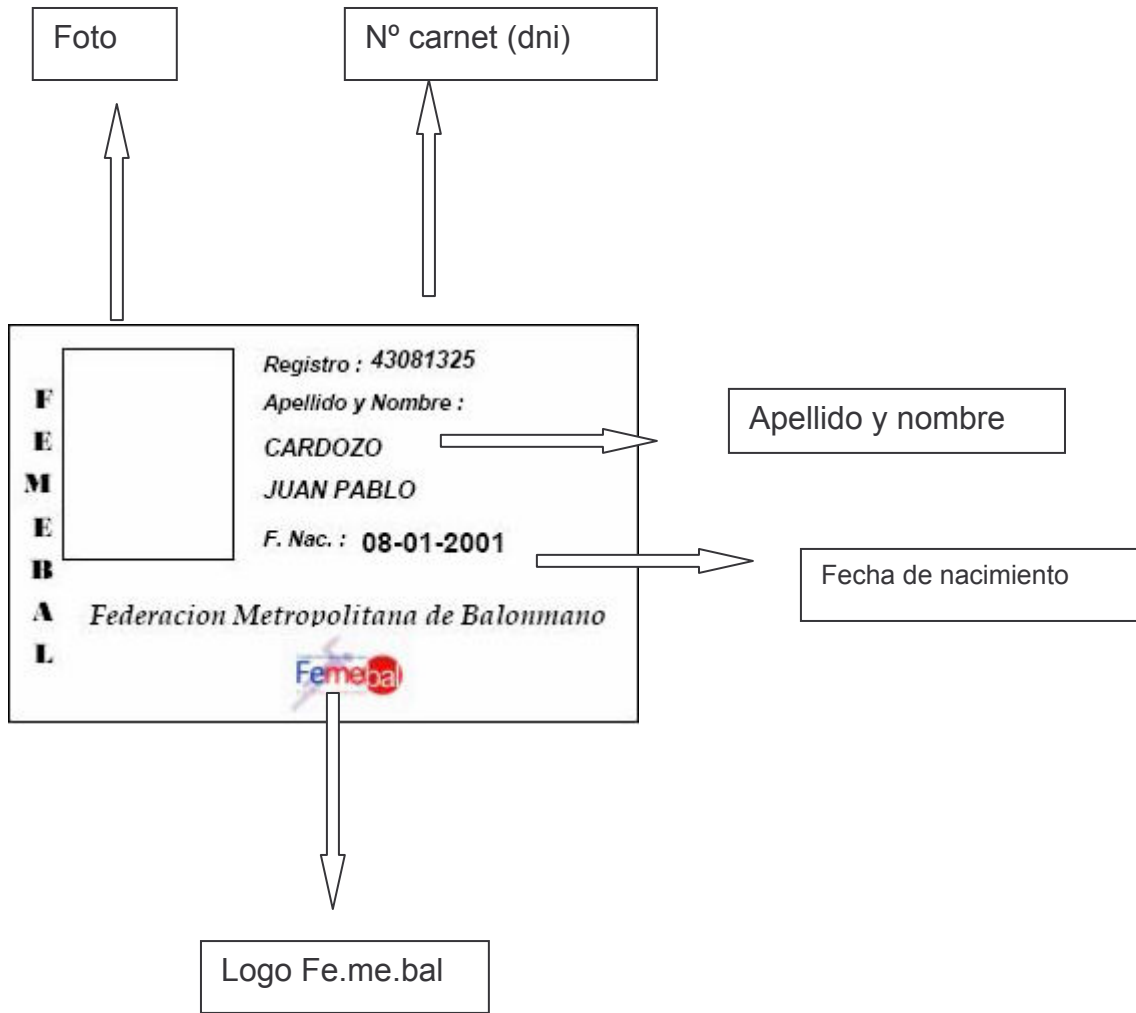 Foto
Nº carnet (dni)
Registro : 43081325
Apellido y Nombre :
CARDOZO
JUAN PABLO
F. Nac. : 08-01-2001
FEMEBAL
Federacion Metropolitana de Balonmano
Femebal
Apellido y nombre
Fecha de nacimiento
Logo Fe.me.bal